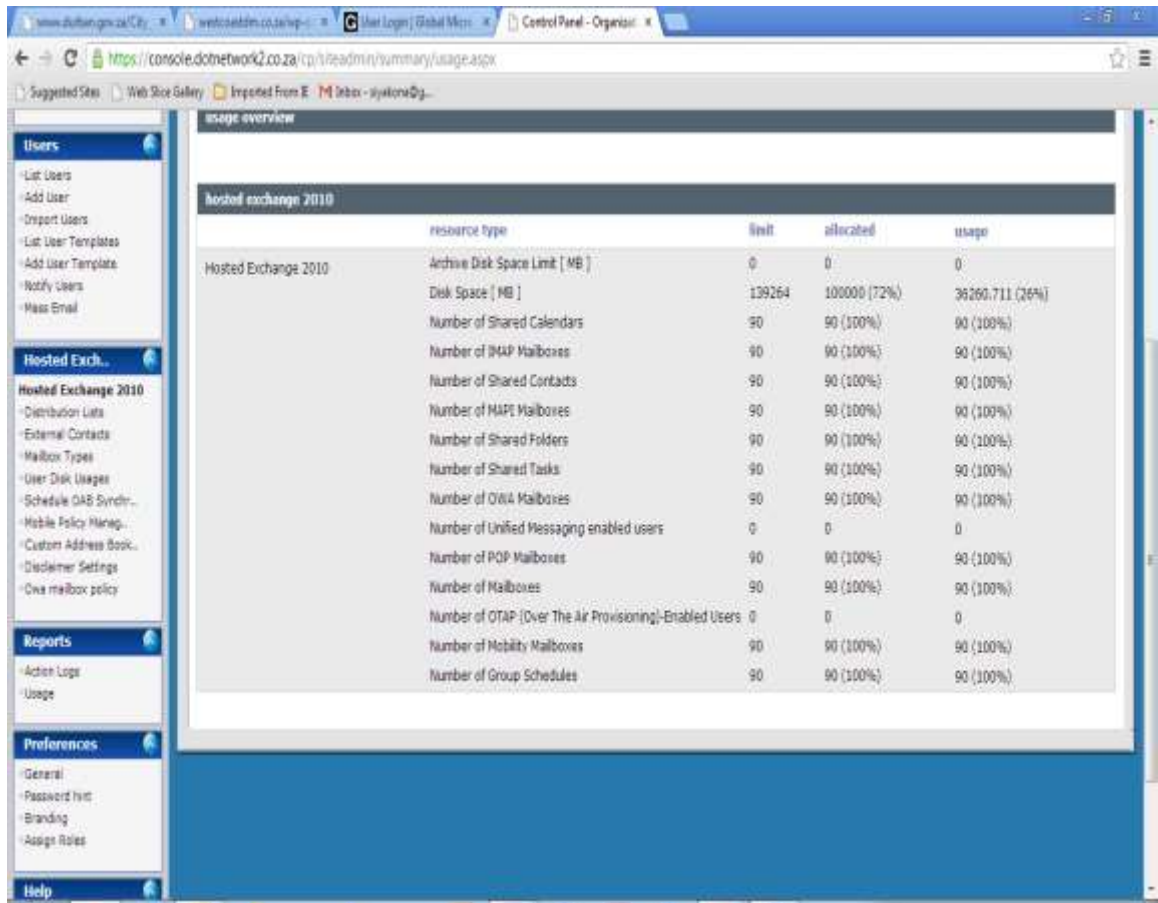 www.durban.gov.za/City
Control Panel - Organizat
https://console.dotnetwork2.co.za/cp/siteadmin/summary/usage.aspx
Suggested Sites Web Slice Gallery Imported From IE Inbox -
usage overview
Users
List Users
Add User
Import Users
List User Templates
Add User Template
Notify Users
Mass Email
Hosted Exch..
Hosted Exchange 2010
Distribution Lists
External Contacts
Mailbox Types
User Disk Usages
Schedule OAB Synchr..
Mobile Policy Manag..
Custom Address Book..
Disclaimer Settings
Owa mailbox policy
Reports
Action Logs
Usage
Preferences
General
Password hint
Branding
Assign Roles
Help
hosted exchange 2010
resource type limit allocated usage
Hosted Exchange 2010 Archive Disk Space Limit [ MB ] 0 0 0
Disk Space [ MB ] 139264 100000 (72%) 36260.711 (26%)
Number of Shared Calendars 90 90 (100%) 90 (100%)
Number of IMAP Mailboxes 90 90 (100%) 90 (100%)
Number of Shared Contacts 90 90 (100%) 90 (100%)
Number of MAPI Mailboxes 90 90 (100%) 90 (100%)
Number of Shared Folders 90 90 (100%) 90 (100%)
Number of Shared Tasks 90 90 (100%) 90 (100%)
Number of OWA Mailboxes 90 90 (100%) 90 (100%)
Number of Unified Messaging enabled users 0 0 0
Number of POP Mailboxes 90 90 (100%) 90 (100%)
Number of Mailboxes 90 90 (100%) 90 (100%)
Number of OTAP (Over The Air Provisioning)-Enabled Users 0 0 0
Number of Mobility Mailboxes 90 90 (100%) 90 (100%)
Number of Group Schedules 90 90 (100%) 90 (100%)